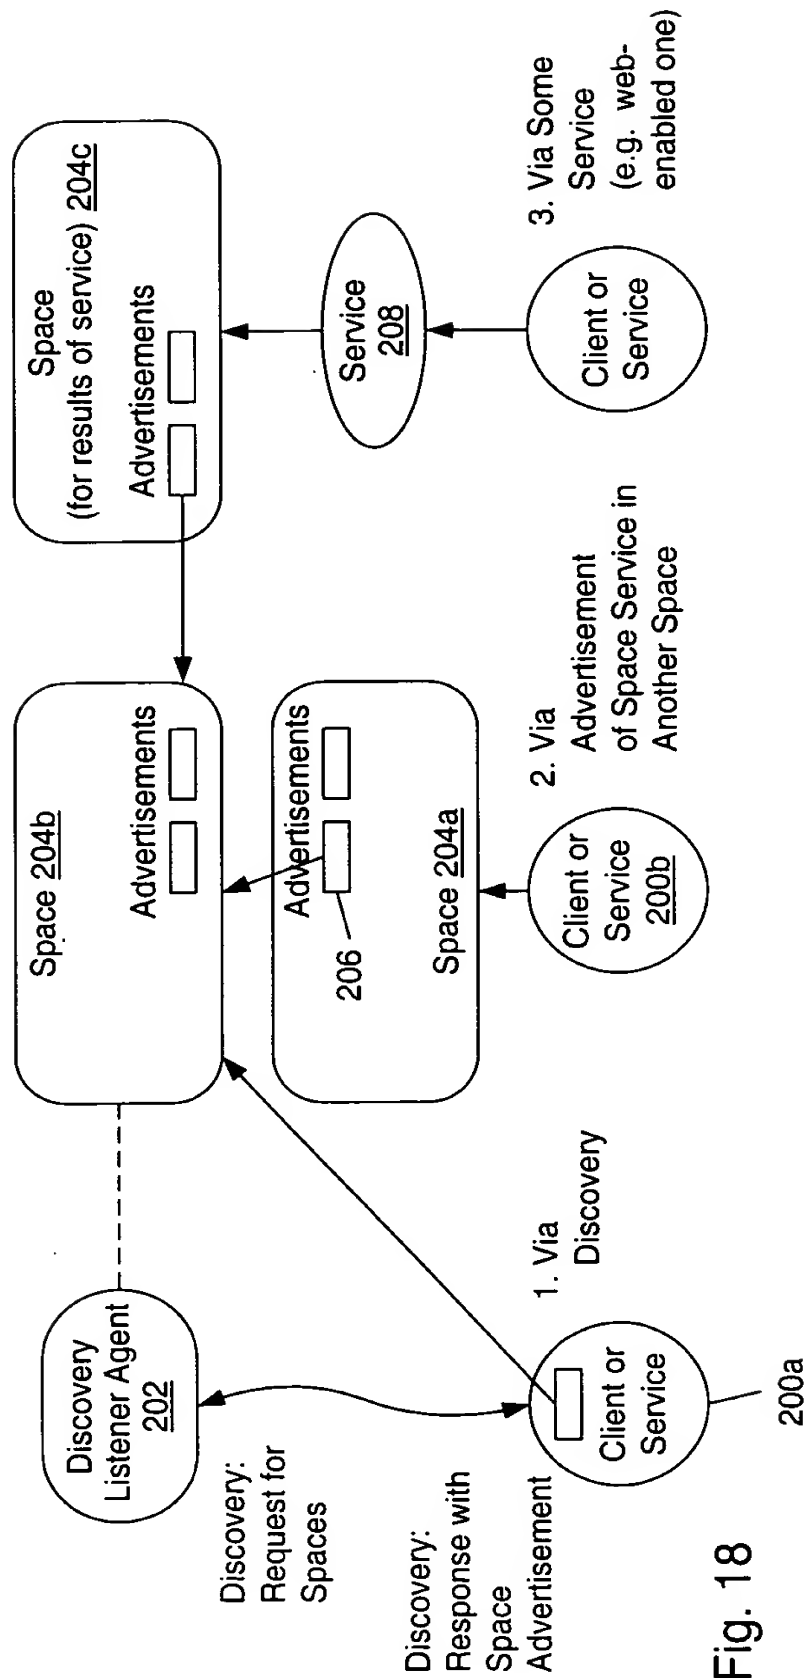 Discovery
Listener Agent
202
Space 204b
Advertisements
Space
(for results of service) 204c
Advertisements
Discovery:
Request for
Spaces
206
Advertisements
Space 204a
Service
208
Discovery:
Response with
Space
Advertisement
Client or
Service
200a
1. Via
Discovery
Client or
Service
200b
2. Via
Advertisement
of Space Service in
Another Space
Client or
Service
3. Via Some
Service
(e.g. web-
enabled one)
Fig. 18